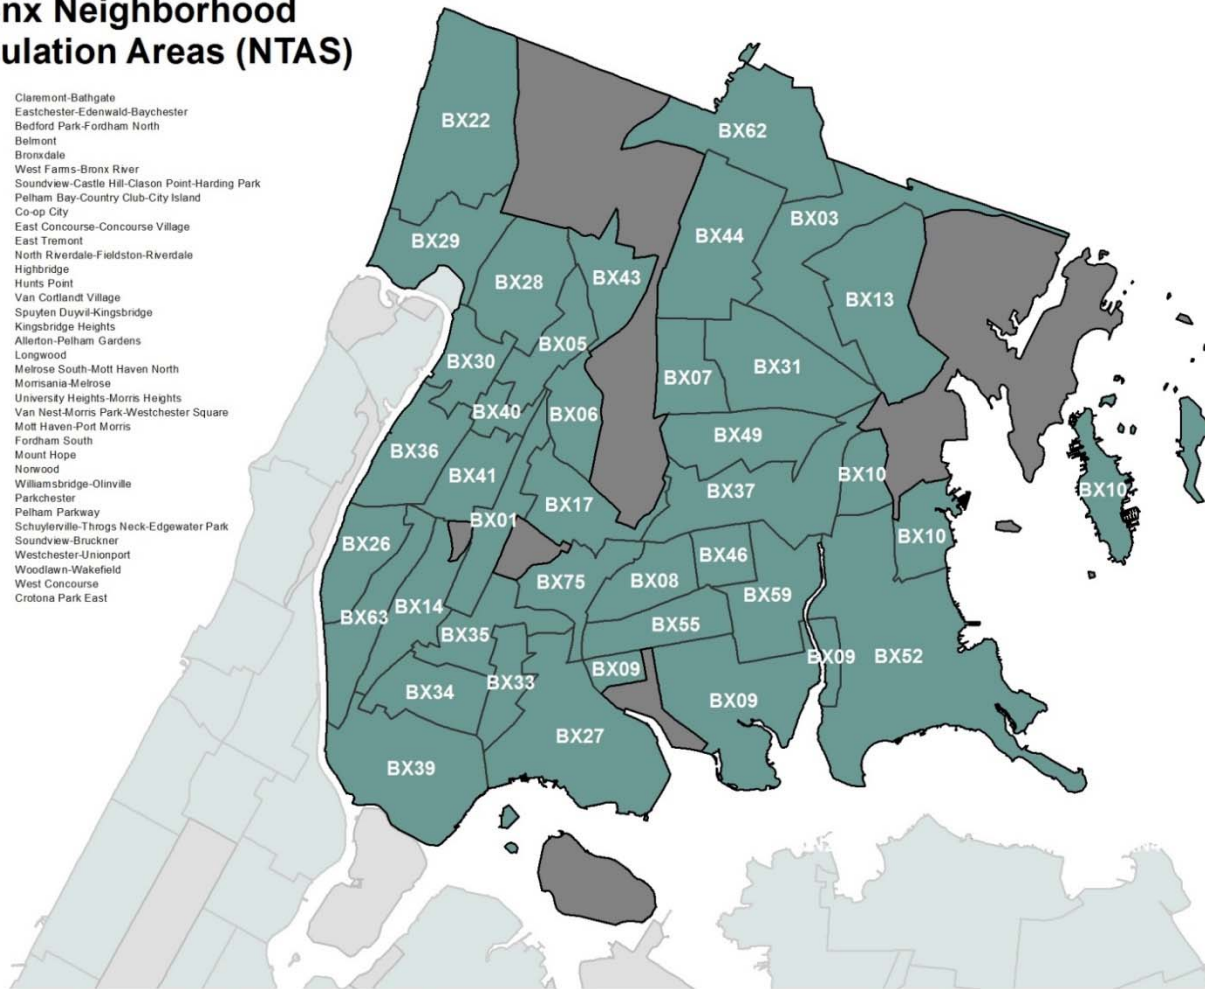 nx Neighborhood
ulation Areas (NTAS)
Claremont-Bathgate
Eastchester-Edenwald-Baychester
Bedford Park-Fordham North
Belmont
Bronxdale
West Farms-Bronx River
Soundview-Castle Hill-Clason Point-Harding Park
Pelham Bay-Country Club-City Island
Co-op City
East Concourse-Concourse Village
East Tremont
North Riverdale-Fieldston-Riverdale
Highbridge
Hunts Point
Van Cortlandt Village
Spuyten Duyvil-Kingsbridge
Kingsbridge Heights
Allerton-Pelham Gardens
Longwood
Melrose South-Mott Haven North
Morrisania-Melrose
University Heights-Morris Heights
Van Nest-Morris Park-Westchester Square
Mott Haven-Port Morris
Fordham South
Mount Hope
Norwood
Williamsbridge-Olinville
Parkchester
Pelham Parkway
Schuylerville-Throgs Neck-Edgewater Park
Soundview-Bruckner
Westchester-Unionport
Woodlawn-Wakefield
West Concourse
Crotona Park East
BX22
BX62
BX03
BX44
BX29
BX28
BX43
BX13
BX05
BX30
BX07
BX31
BX40
BX06
BX49
BX36
BX41
BX37
BX10
BX10
BX17
BX01
BX10
BX26
BX46
BX75
BX08
BX59
BX63
BX14
BX55
BX35
BX09
BX09
BX52
BX34
BX33
BX09
BX27
BX39